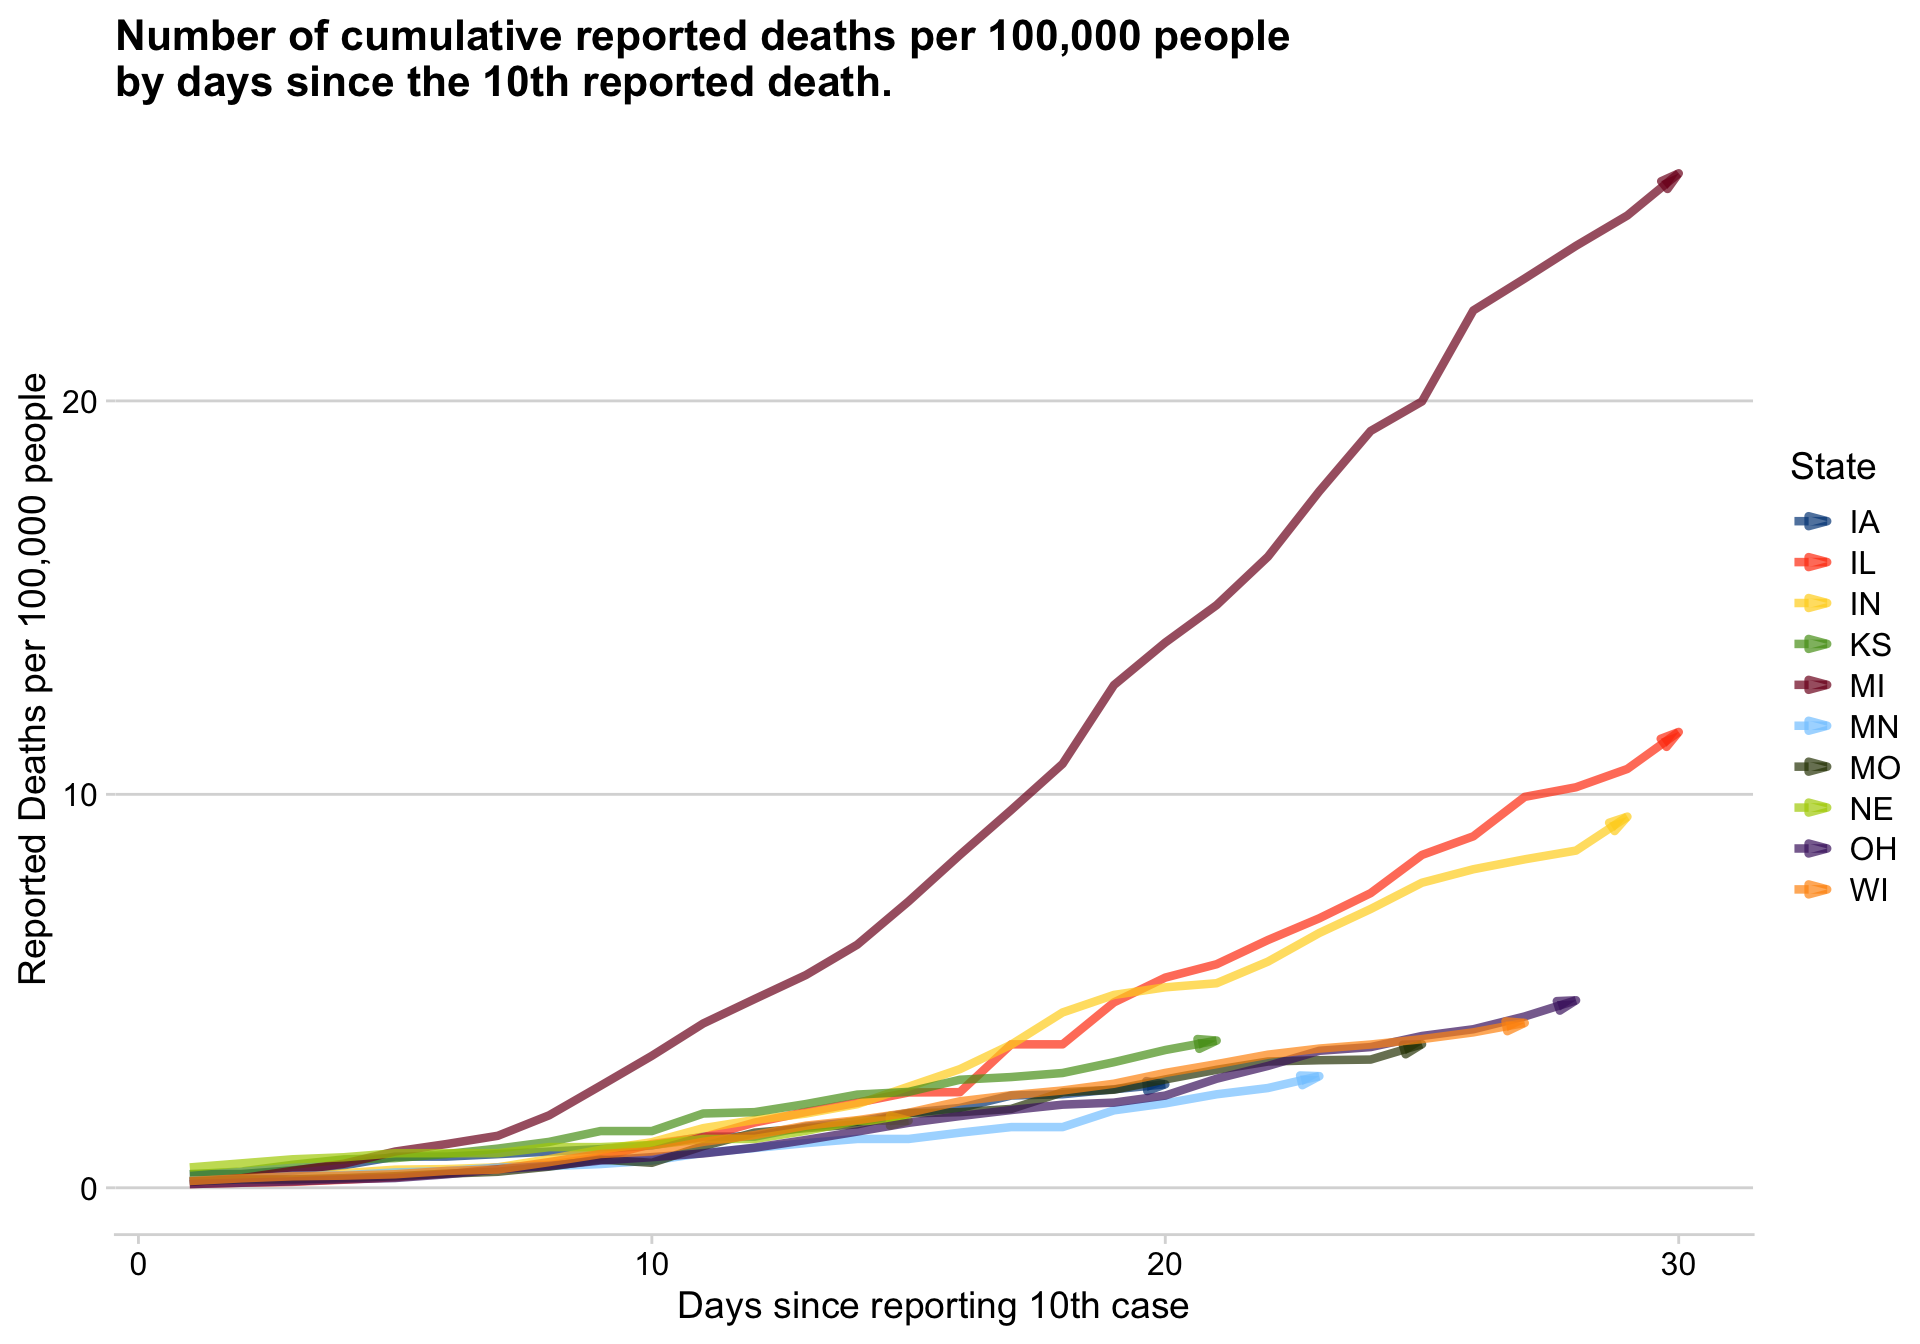 Number of cumulative reported deaths per 100,000 people
by days since the 10th reported death.
Reported Deaths per 100,000 people
20
10
0
0
10
20
30
Days since reporting 10th case
State
IA
IL
IN
KS
MI
MN
MO
NE
OH
WI